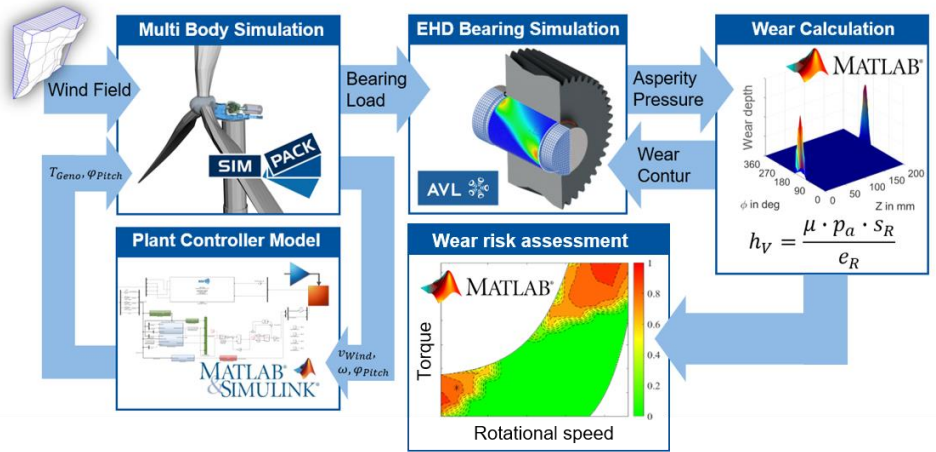 Multi Body Simulation
EHD Bearing Simulation
Wear Calculation
Wind Field
SIM
PACK
Bearing
Load
AVL
Asperity
Pressure
Wear
Contur
MATLAB®
Wear depth
360
270
180
90
0
0
50
100
150
200
ϕ in deg
Z in mm
h_V = μ · p_a · s_R / e_R
T_Geno, φ_Pitch
Plant Controller Model
MATLAB
&SIMULINK®
v_Wind,
ω, φ_Pitch
Wear risk assessment
MATLAB®
Torque
Rotational speed
1
0.8
0.6
0.4
0.2
0